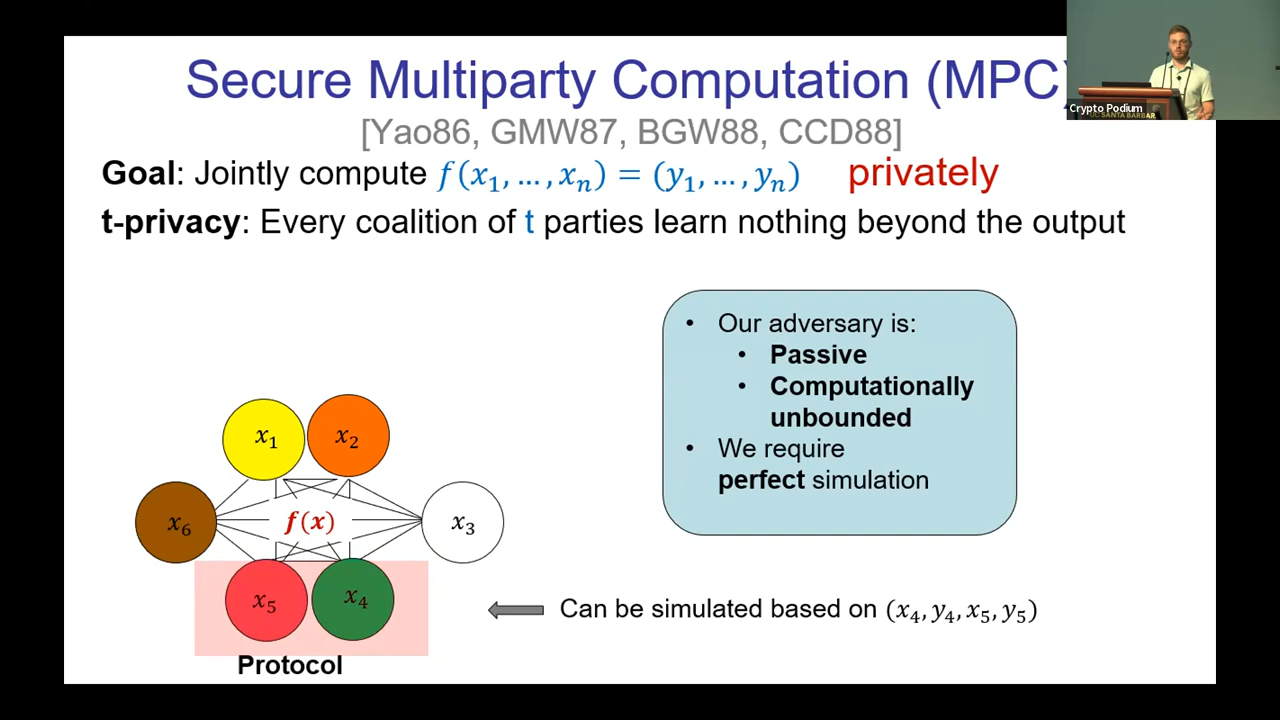 Secure Multiparty Computation (MPC)
[Yao86, GMW87, BGW88, CCD88]
Goal: Jointly compute f(x₁, …, xₙ) = (y₁, …, yₙ) privately
t-privacy: Every coalition of t parties learn nothing beyond the output
• Our adversary is:
• Passive
• Computationally
unbounded
• We require
perfect simulation
x₁ x₂
x₆ f(x) x₃
x₅ x₄
Can be simulated based on (x₄, y₄, x₅, y₅)
Protocol
Crypto Podium
SANTA BARBAR